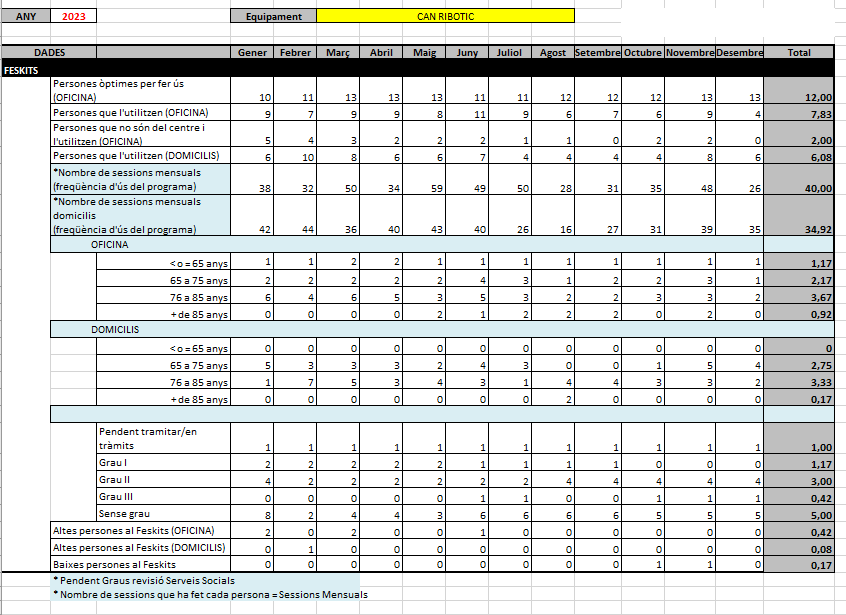 ANY 2023 Equipament CAN RIBOTIC
DADES Gener Febrer Març Abril Maig Juny Juliol Agost Setembre Octubre Novembre Desembre Total
FESKITS
Persones òptimes per fer ús
(OFICINA) 10 11 13 13 13 11 11 12 12 12 13 13 12,00
Persones que l'utilitzen (OFICINA) 9 7 9 9 8 11 9 6 7 6 9 4 7,83
Persones que no són del centre i
l'utilitzen (OFICINA) 5 4 3 2 2 2 1 1 0 2 2 0 2,00
Persones que l'utilitzen (DOMICILIS) 6 10 8 6 6 7 4 4 4 4 8 6 6,08
*Nombre de sessions mensuals
(freqüència d'ús del programa) 38 32 50 34 59 49 50 28 31 35 48 26 40,00
*Nombre de sessions mensuals
domicilis
(freqüència d'ús del programa) 42 44 36 40 43 40 26 16 27 31 39 35 34,92
OFICINA
< o = 65 anys 1 1 2 2 1 1 1 1 1 1 1 1 1,17
65 a 75 anys 2 2 2 2 2 4 3 1 2 2 3 1 2,17
76 a 85 anys 6 4 6 5 3 5 3 2 2 3 3 2 3,67
+ de 85 anys 0 0 0 0 2 1 2 2 2 0 2 0 0,92
DOMICILIS
< o = 65 anys 0 0 0 0 0 0 0 0 0 0 0 0 0
65 a 75 anys 5 3 3 3 2 4 3 0 0 1 5 4 2,75
76 a 85 anys 1 7 5 3 4 3 1 4 4 3 3 2 3,33
+ de 85 anys 0 0 0 0 0 0 0 2 0 0 0 0 0,17
Pendent tramitar/en
tràmits 1 1 1 1 1 1 1 1 1 1 1 1 1,00
Grau I 2 2 2 2 2 1 1 1 1 0 0 0 1,17
Grau II 4 2 2 2 2 2 2 4 4 4 4 4 3,00
Grau III 0 0 0 0 0 1 1 0 0 1 1 1 0,42
Sense grau 8 2 4 4 3 6 6 6 6 5 5 5 5,00
Altes persones al Feskits (OFICINA) 2 0 2 0 0 1 0 0 0 0 0 0 0,42
Altes persones al Feskits (DOMICILIS) 0 1 0 0 0 0 0 0 0 0 0 0 0,08
Baixes persones al Feskits 0 0 0 0 0 0 0 0 0 1 1 0 0,17
* Pendent Graus revisió Serveis Socials
* Nombre de sessions que ha fet cada persona = Sessions Mensuals